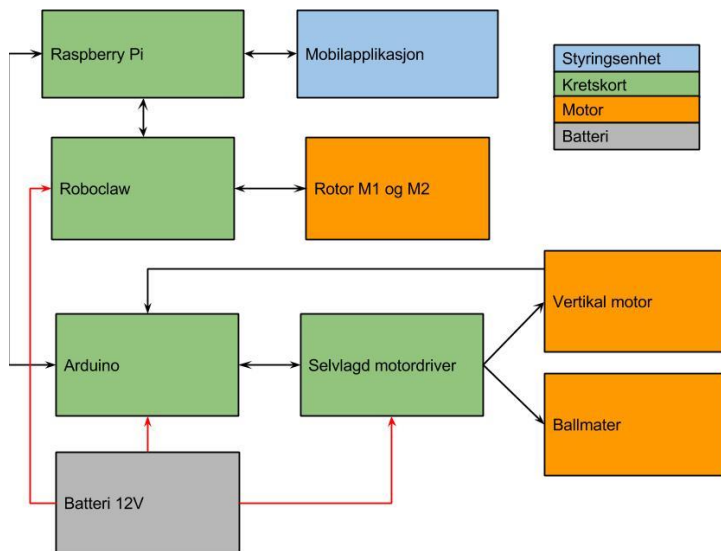 Raspberry Pi
Mobilapplikasjon
Styringsenhet
Kretskort
Motor
Batteri
Roboclaw
Rotor M1 og M2
Vertikal motor
Arduino
Selvlagd motordriver
Ballmater
Batteri 12V